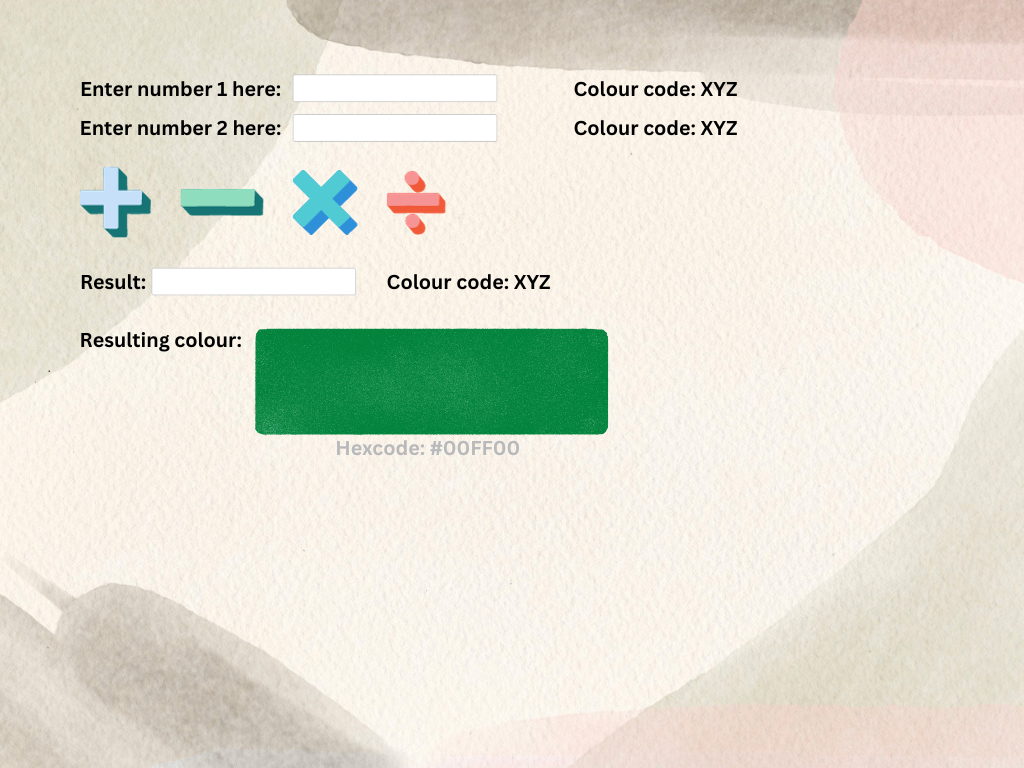 Enter number 1 here:
Colour code: XYZ
Enter number 2 here:
Colour code: XYZ
Result:
Colour code: XYZ
Resulting colour:
Hexcode: #00FF00